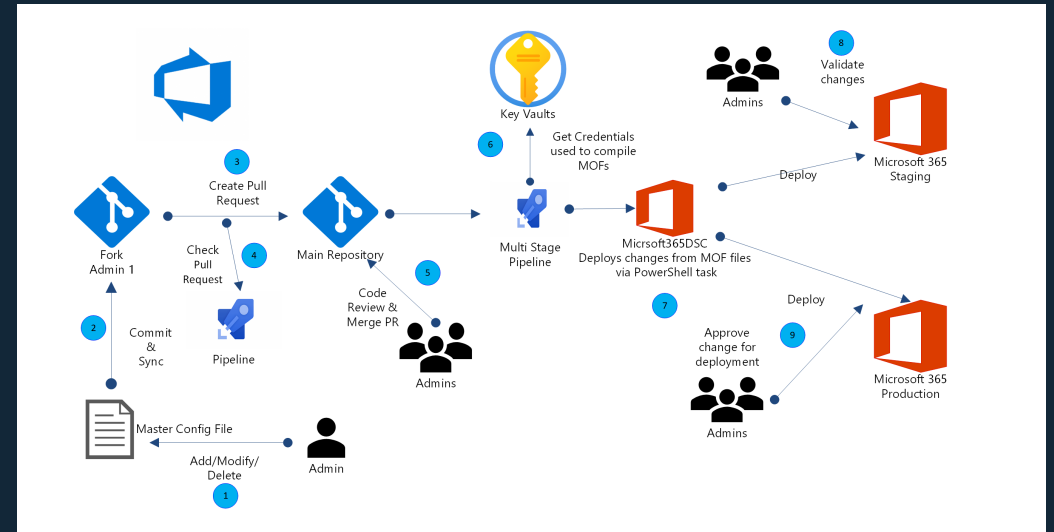 8
Validate
changes
Admins
Key Vaults
6
Get Credentials
used to compile
MOFs
3
Create Pull
Request
Microsoft 365
Staging
Deploy
Fork
Admin 1
Check
Pull
Request
4
Main Repository
Multi Stage
Pipeline
Micrsoft365DSC
Deploys changes from MOF files
via PowerShell task
5
Code
Review &
Merge PR
7
Deploy
2
Commit
&
Sync
Pipeline
Admins
Approve
change for
deployment
9
Microsoft 365
Production
Admins
Master Config File
Add/Modify/
Delete
1
Admin